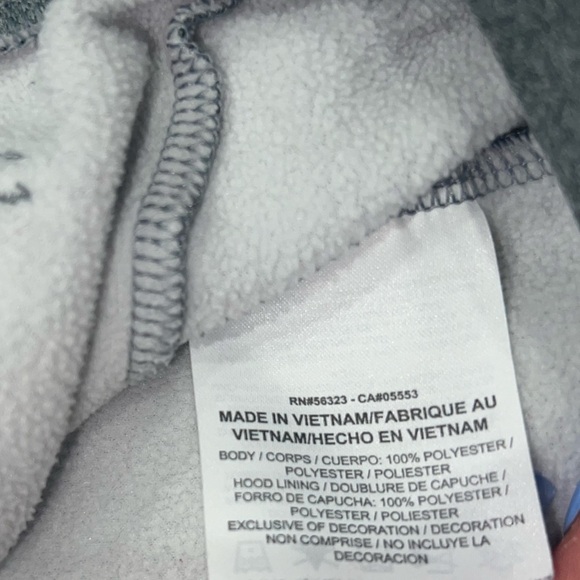 RN#56323 - CA#05553
MADE IN VIETNAM/FABRIQUE AU
VIETNAM/HECHO EN VIETNAM
BODY / CORPS / CUERPO: 100% POLYESTER /
POLYESTER / POLIESTER
HOOD LINING / DOUBLURE DE CAPUCHE /
FORRO DE CAPUCHA: 100% POLYESTER /
POLYESTER / POLIESTER
EXCLUSIVE OF DECORATION / DECORATION
NON COMPRISE / NO INCLUYE LA
DECORACION